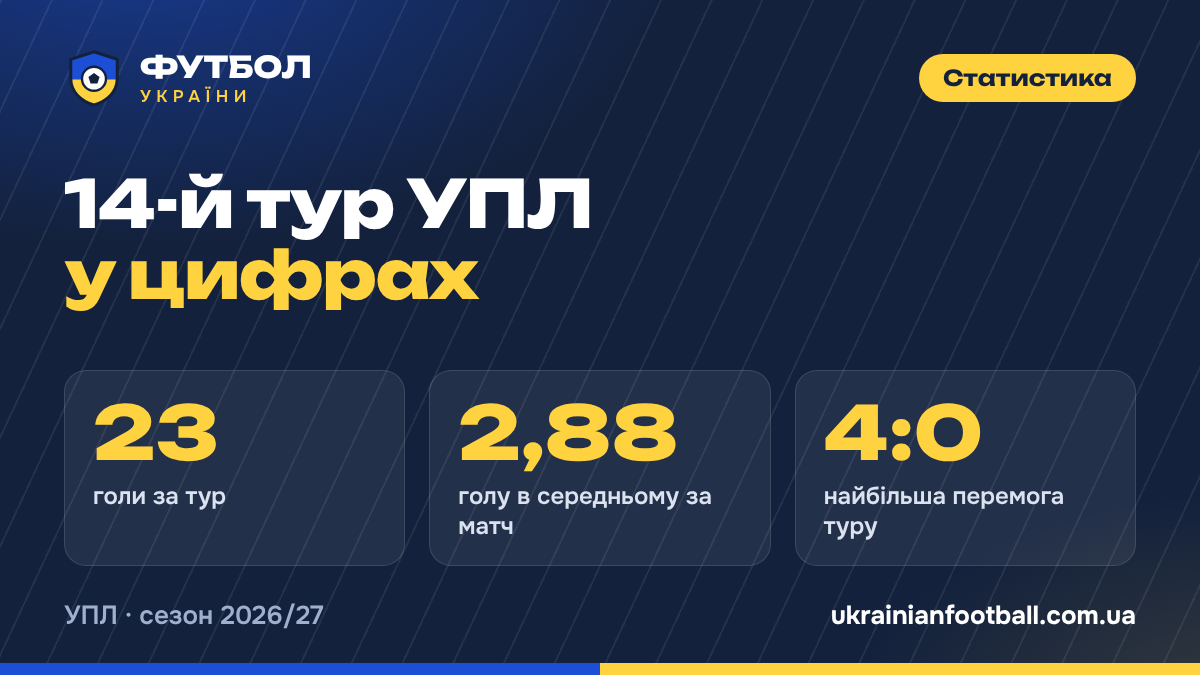 ФУТБОЛ
УКРАЇНИ
Статистика
14-й тур УПЛ
у цифрах
23
голи за тур
2,88
голу в середньому за
матч
4:0
найбільша перемога
туру
УПЛ · сезон 2026/27
ukrainianfootball.com.ua